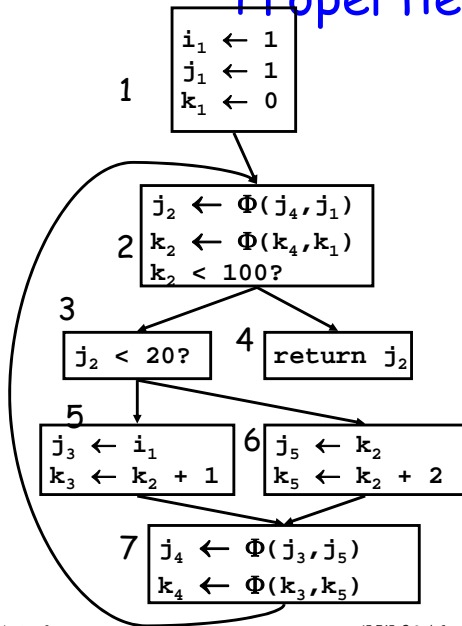 i₁ ← 1
j₁ ← 1
1
k₁ ← 0
j₂ ← Φ(j₄,j₁)
2
k₂ ← Φ(k₄,k₁)
k₂ < 100?
3
j₂ < 20?
4
return j₂
5
j₃ ← i₁
k₃ ← k₂ + 1
6
j₅ ← k₂
k₅ ← k₂ + 2
7
j₄ ← Φ(j₃,j₅)
k₄ ← Φ(k₃,k₅)